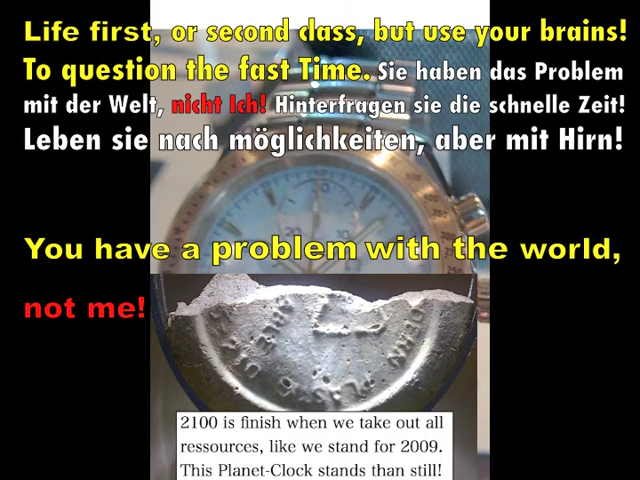 Life first, or second class, but use your brains!
To question the fast Time. Sie haben das Problem
mit der Welt, nicht Ich! Hinterfragen sie die schnelle Zeit!
Leben sie nach möglichkeiten, aber mit Hirn!
30
You have a problem with the world,
not me!
2100 is finish when we take out all
ressources, like we stand for 2009.
This Planet-Clock stands than still!